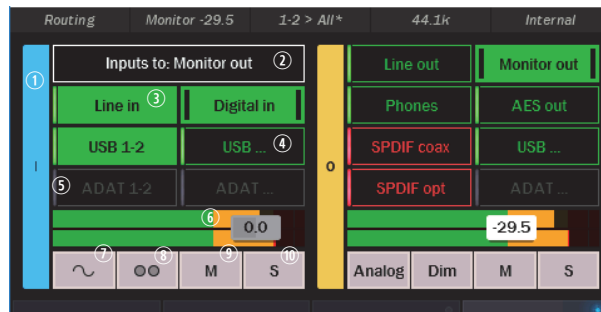 Routing Monitor -29.5 1-2 > All* 44.1k Internal
① Inputs to: Monitor out ②
Line in ③ Digital in
USB 1-2 USB ... ④
⑤ ADAT 1-2 ADAT ...
I
⑥ 0,0
⑦ ⑧ M ⑨ S ⑩
O
Line out Monitor out
Phones AES out
SPDIF coax USB ...
SPDIF opt ADAT ...
-29.5
Analog Dim M S